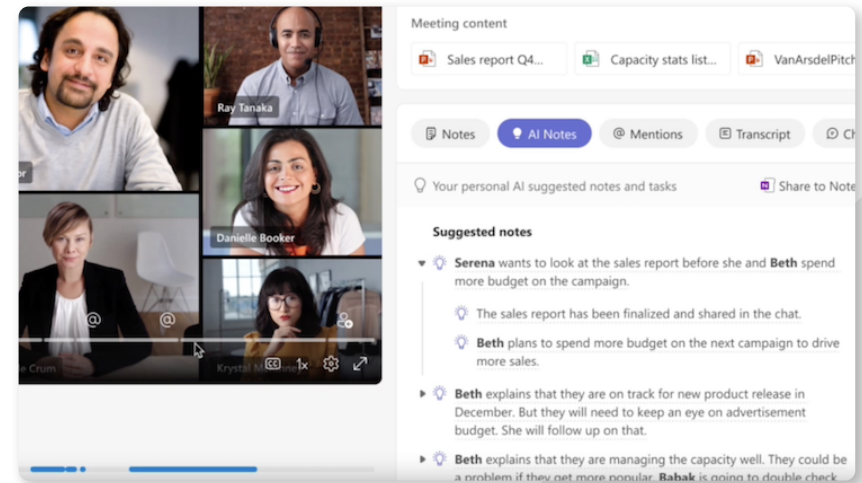 Meeting content
Sales report Q4...
Capacity stats list...
VanArsdelPitch
Notes
AI Notes
@ Mentions
Transcript
Your personal AI suggested notes and tasks
Share to Note
Ray Tanaka
Danielle Booker
Crum
Krystal M
CC
1x
@
@
Suggested notes
Serena wants to look at the sales report before she and Beth spend
more budget on the campaign.
The sales report has been finalized and shared in the chat.
Beth plans to spend more budget on the next campaign to drive
more sales.
Beth explains that they are on track for new product release in
December. But they will need to keep an eye on advertisement
budget. She will follow up on that.
Beth explains that they are managing the capacity well. They could be
a problem if they get more popular. Babak is going to double check